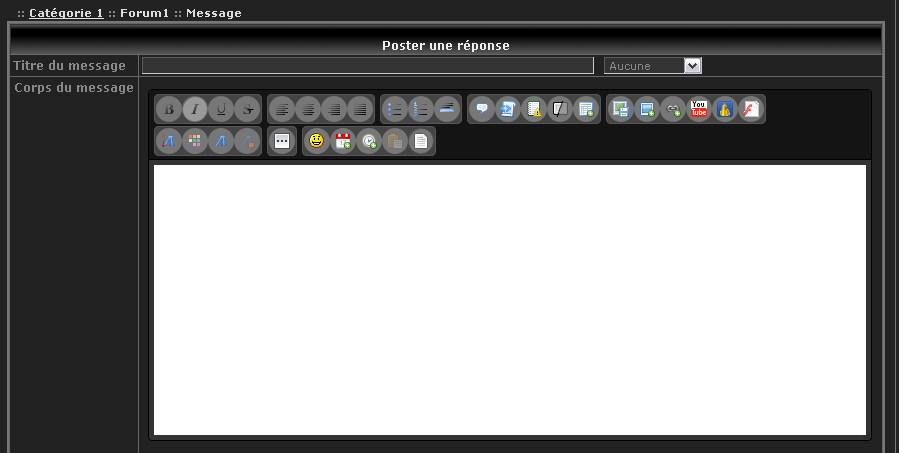 :: Catégorie 1 :: Forum1 :: Message
Poster une réponse
Titre du message
Aucune
Corps du message
B I U S
You
Tube